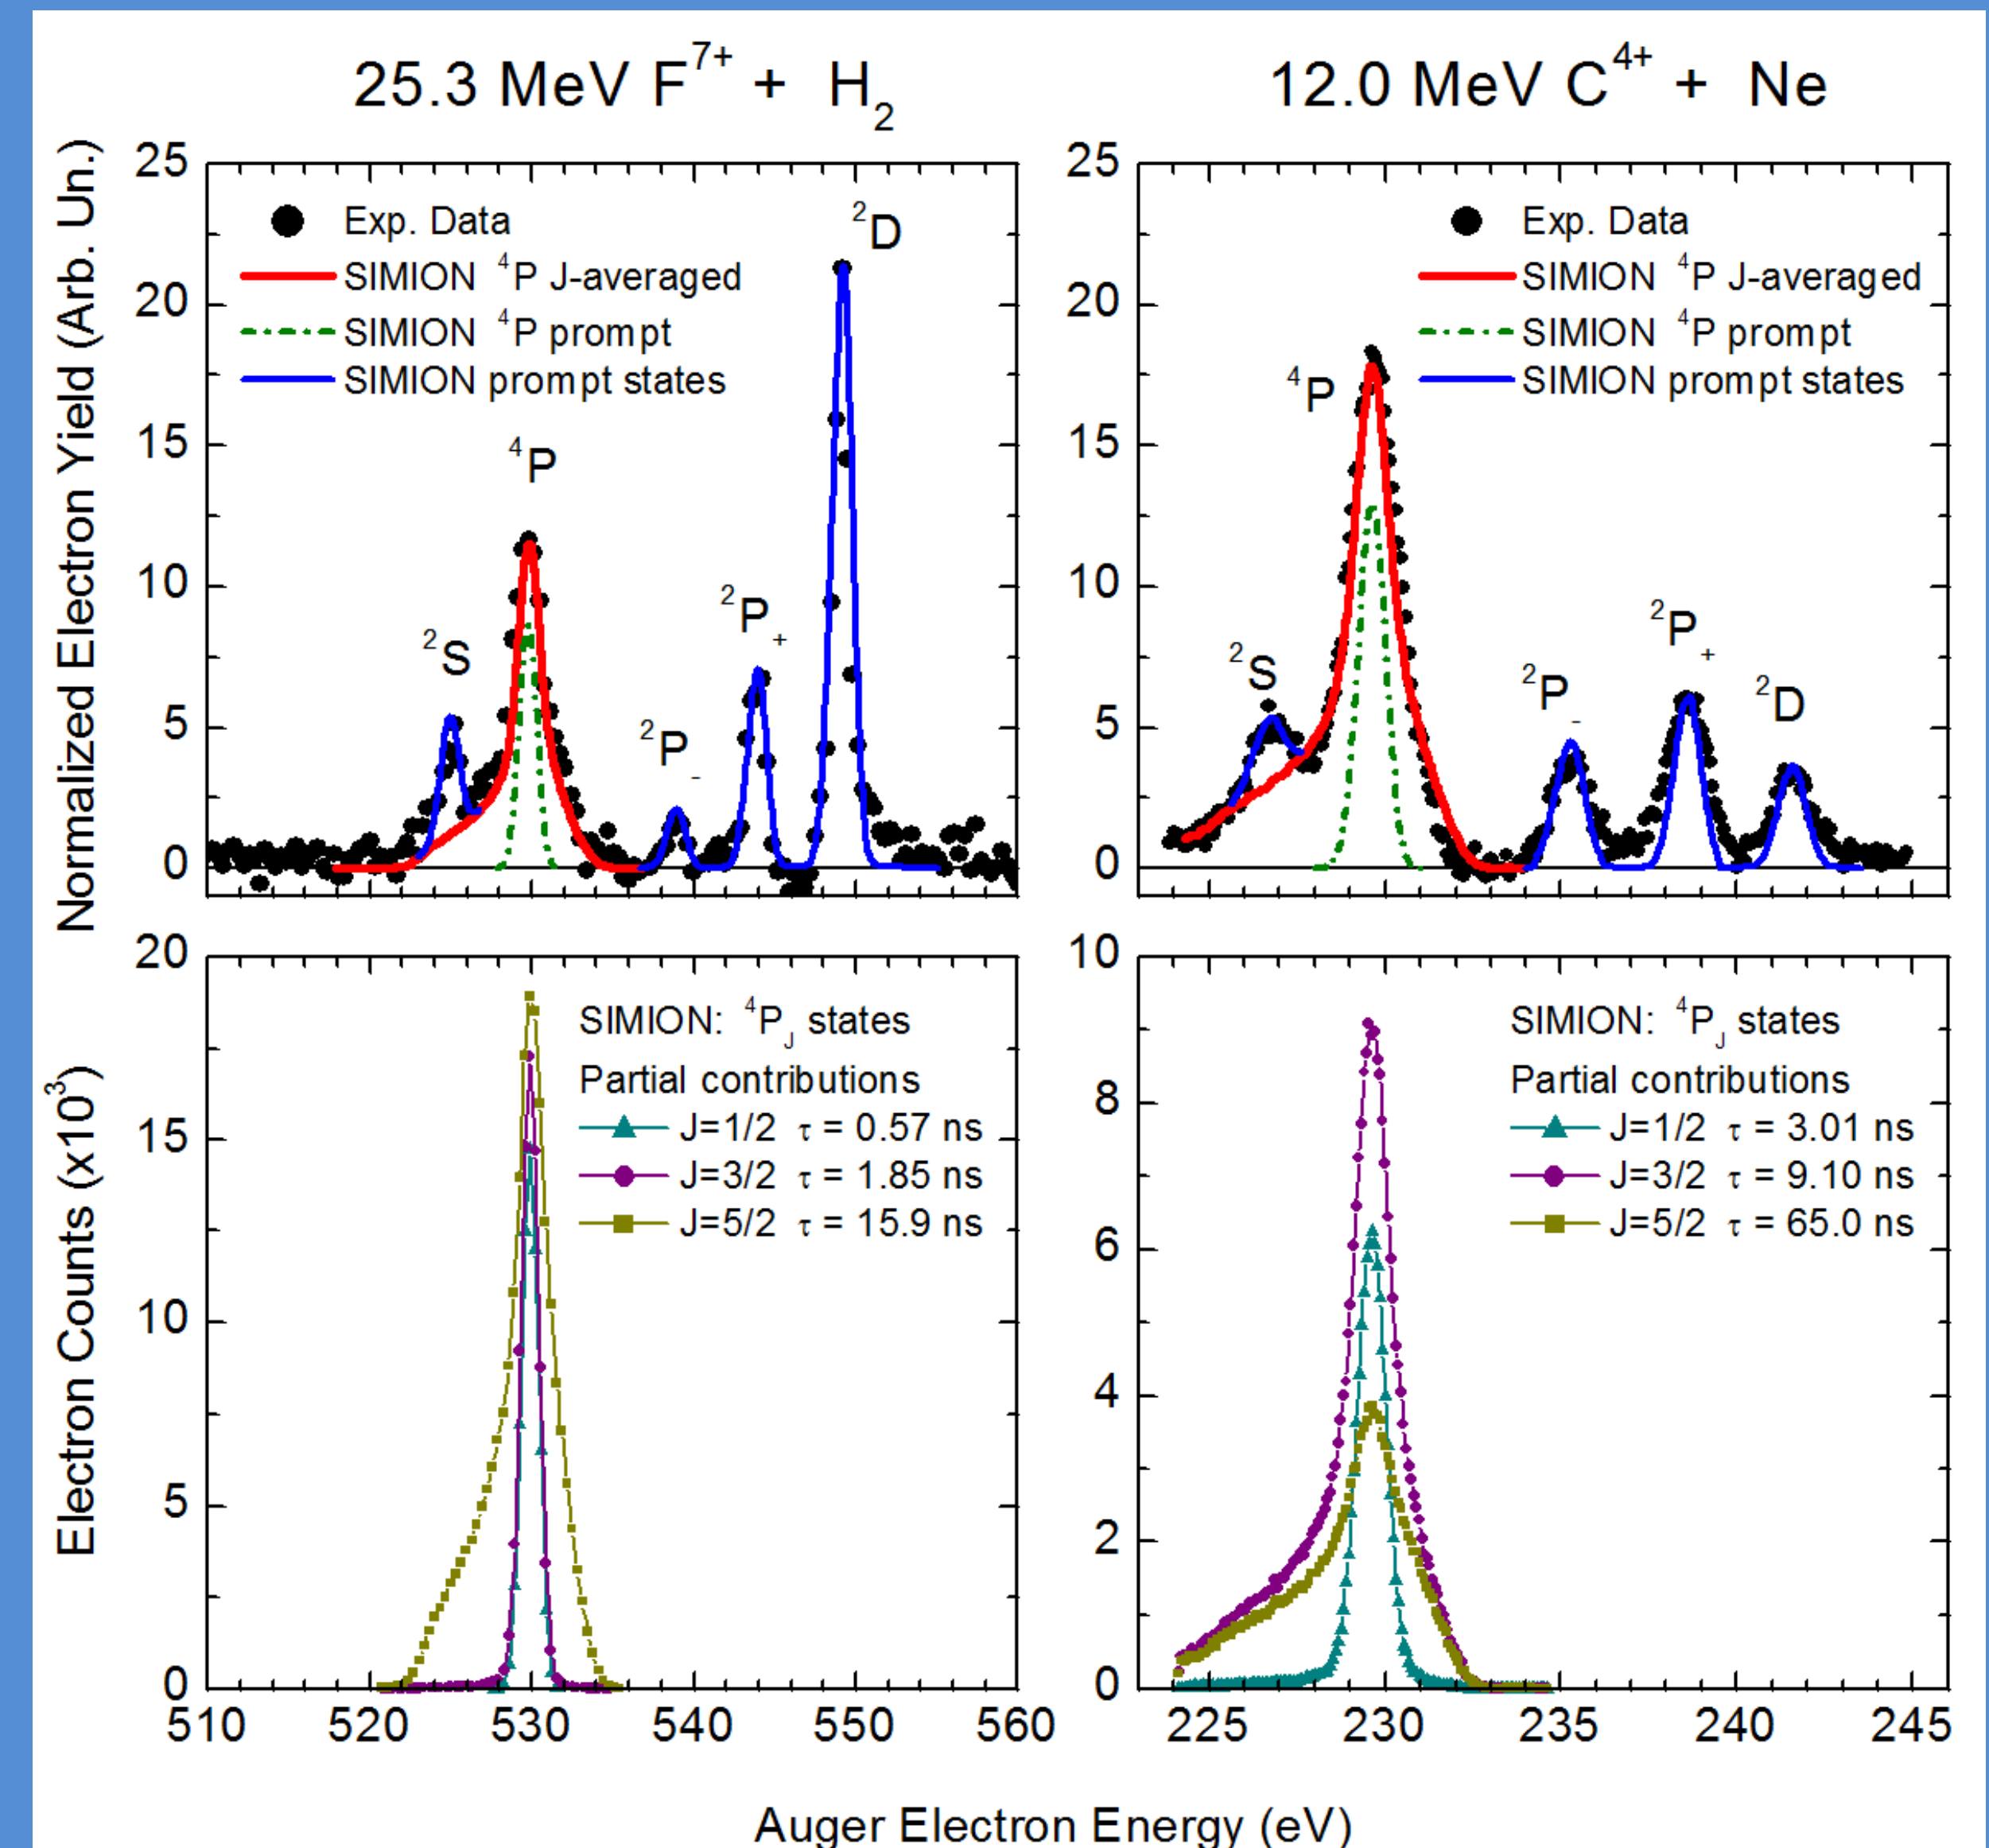 25.3 MeV F⁷⁺ + H₂
12.0 MeV C⁴⁺ + Ne
Normalized Electron Yield (Arb. Un.)
25
20
15
10
5
0
Exp. Data
SIMION ⁴P J-averaged
SIMION ⁴P prompt
SIMION prompt states
²S
⁴P
²P₋
²P₊
²D
25
20
15
10
5
0
Exp. Data
SIMION ⁴P J-averaged
SIMION ⁴P prompt
SIMION prompt states
²S
⁴P
²P₋
²P₊
²D
Electron Counts (x10³)
20
15
10
5
0
SIMION: ⁴P_J states
Partial contributions
J=1/2 τ = 0.57 ns
J=3/2 τ = 1.85 ns
J=5/2 τ = 15.9 ns
510 520 530 540 550 560
10
8
6
4
2
0
SIMION: ⁴P_J states
Partial contributions
J=1/2 τ = 3.01 ns
J=3/2 τ = 9.10 ns
J=5/2 τ = 65.0 ns
225 230 235 240 245
Auger Electron Energy (eV)